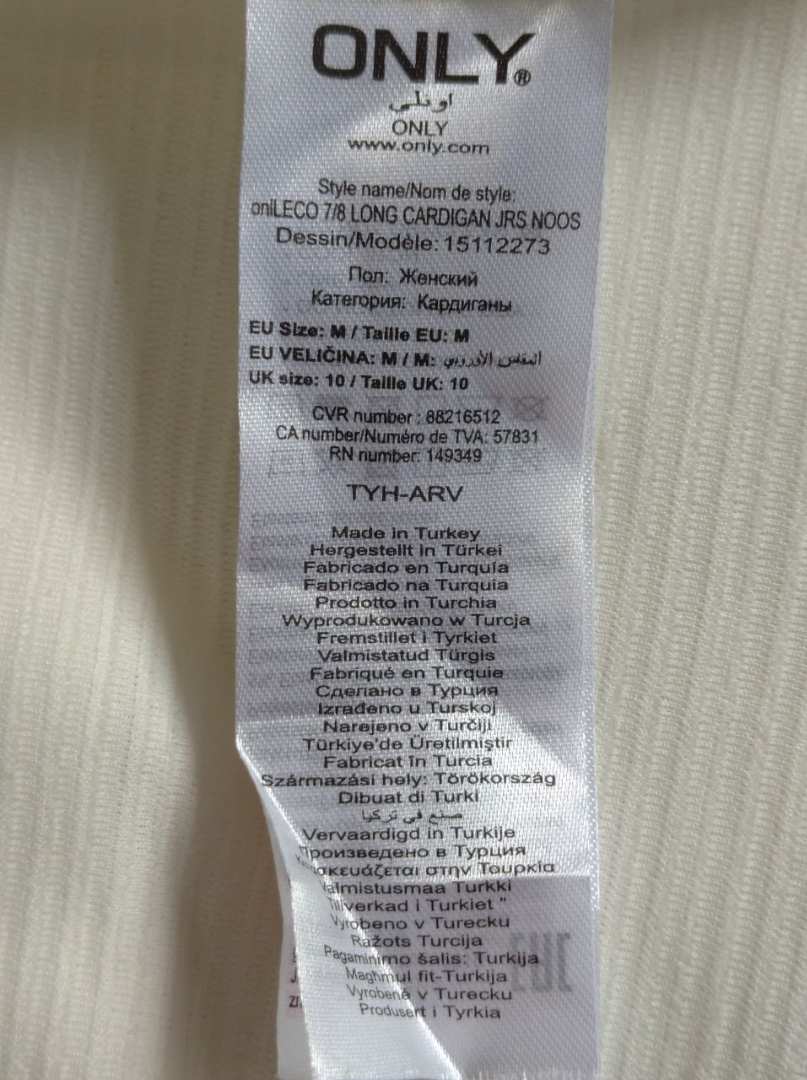 ONLY®
اونلي
ONLY
www.only.com
Style name/Nom de style:
onlLECO 7/8 LONG CARDIGAN JRS NOOS
Dessin/Modèle: 15112273
Пол: Женский
Категория: Кардиганы
EU Size: M / Taille EU: M
EU VELIČINA: M / M: المقاس الأوروبي
UK size: 10 / Taille UK: 10
CVR number : 88216512
CA number/Numéro de TVA: 57831
RN number: 149349
TYH-ARV
Made in Turkey
Hergestellt in Türkei
Fabricado en Turquía
Fabricado na Turquia
Prodotto in Turchia
Wyprodukowano w Turcja
Fremstillet i Tyrkiet
Valmistatud Türgis
Fabriqué en Turquie
Сделано в Турция
Izrađeno u Turskoj
Narejeno v Turčiji
Türkiye'de Üretilmiştir
Fabricat în Turcia
Származási hely: Törökország
Dibuat di Turki
صنع في تركيا
Vervaardigd in Turkije
Произведено в Турция
στην Τουρκία
Valmistusmaa Turkki
Tillverkad i Turkiet "
Vyrobeno v Turecku
Ražots Turcija
Pagaminimo šalis: Turkija
Maghmul fit-Turkija
Vyrobené v Turecku
Produsert i Tyrkia